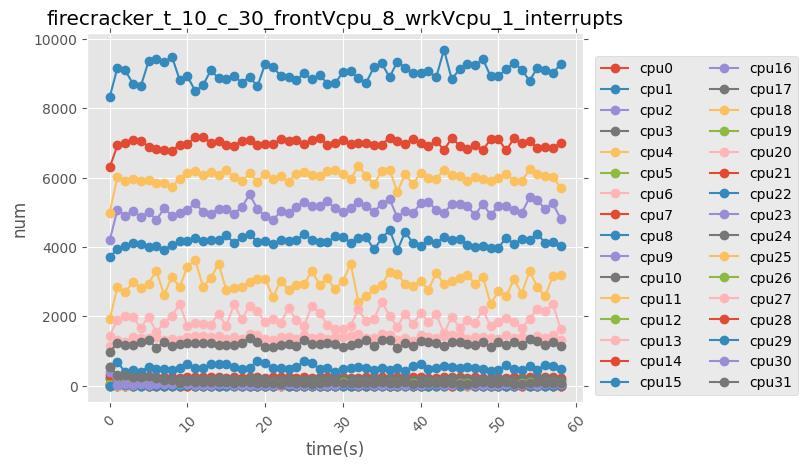 firecracker_t_10_c_30_frontVcpu_8_wrkVcpu_1_interrupts
10000
8000
6000
4000
2000
0
num
0
10
20
30
40
50
60
time(s)
cpu0
cpu1
cpu2
cpu3
cpu4
cpu5
cpu6
cpu7
cpu8
cpu9
cpu10
cpu11
cpu12
cpu13
cpu14
cpu15
cpu16
cpu17
cpu18
cpu19
cpu20
cpu21
cpu22
cpu23
cpu24
cpu25
cpu26
cpu27
cpu28
cpu29
cpu30
cpu31